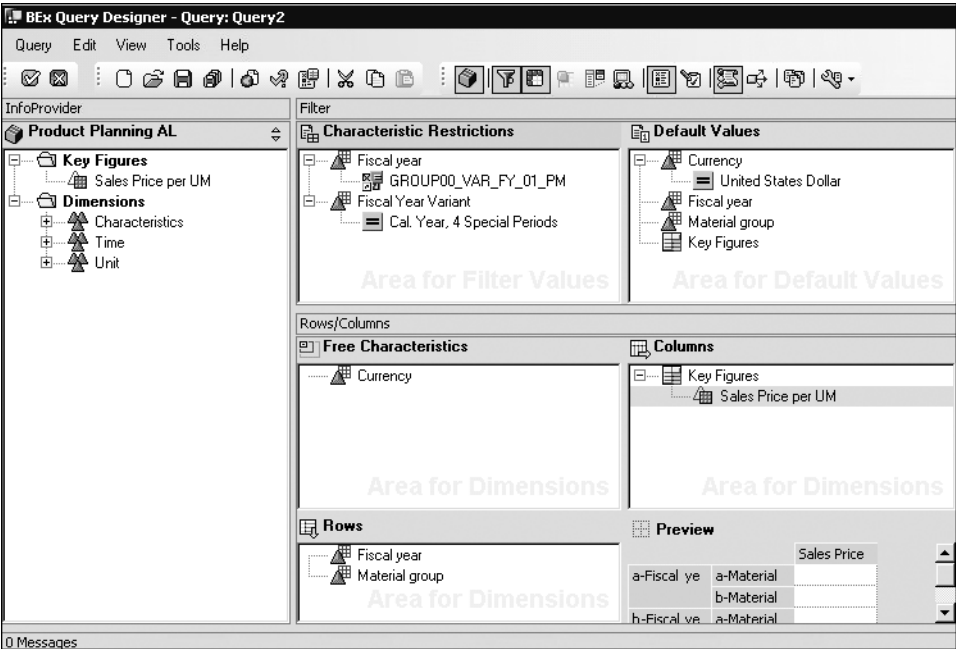 BEx Query Designer - Query: Query2
Query Edit View Tools Help
InfoProvider
Product Planning AL
Key Figures
Sales Price per UM
Dimensions
Characteristics
Time
Unit
Filter
Characteristic Restrictions
Fiscal year
GROUP00_VAR_FY_01_PM
Fiscal Year Variant
Cal. Year, 4 Special Periods
Area for Filter Values
Default Values
Currency
United States Dollar
Fiscal year
Material group
Key Figures
Area for Default Values
Rows/Columns
Free Characteristics
Currency
Area for Dimensions
Columns
Key Figures
Sales Price per UM
Area for Dimensions
Rows
Fiscal year
Material group
Area for Dimensions
Preview
Sales Price
a-Fiscal ye a-Material
b-Material
b-Fiscal ye a-Material
0 Messages